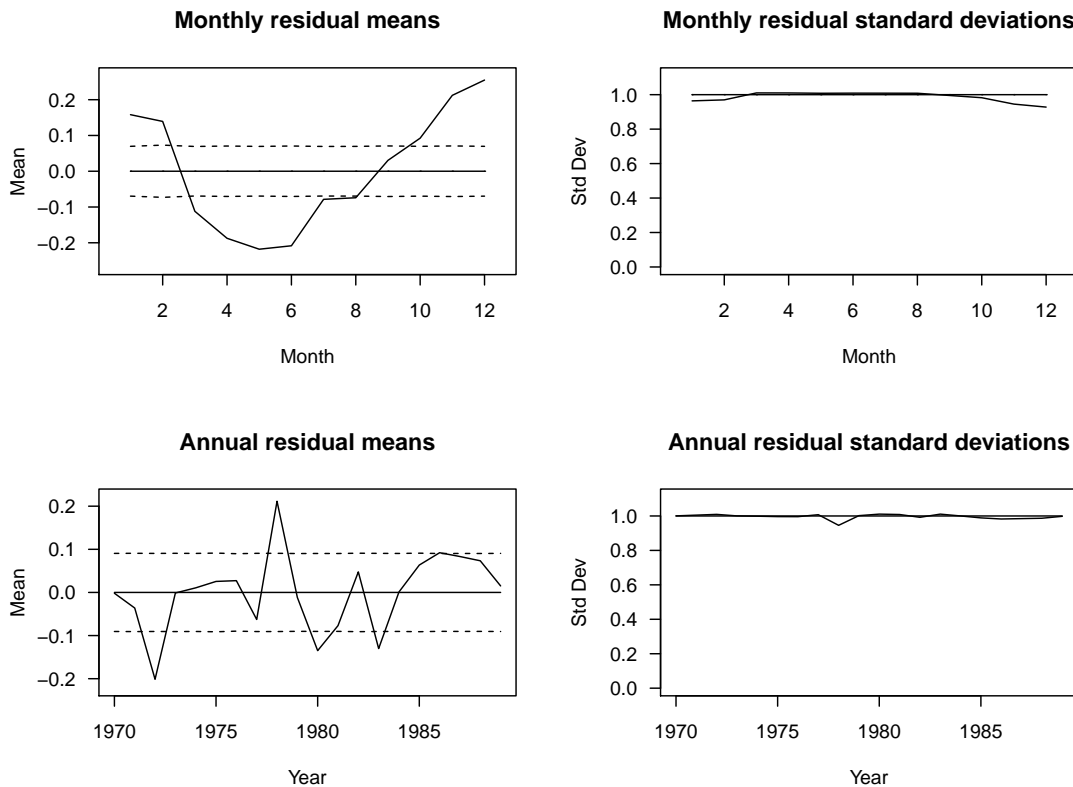 Monthly residual means
Mean
0.2
0.1
0.0
−0.1
−0.2
2 4 6 8 10 12
Month
Monthly residual standard deviations
Std Dev
1.0
0.8
0.6
0.4
0.2
0.0
2 4 6 8 10 12
Month
Annual residual means
Mean
0.2
0.1
0.0
−0.1
−0.2
1970 1975 1980 1985
Year
Annual residual standard deviations
Std Dev
1.0
0.8
0.6
0.4
0.2
0.0
1970 1975 1980 1985
Year